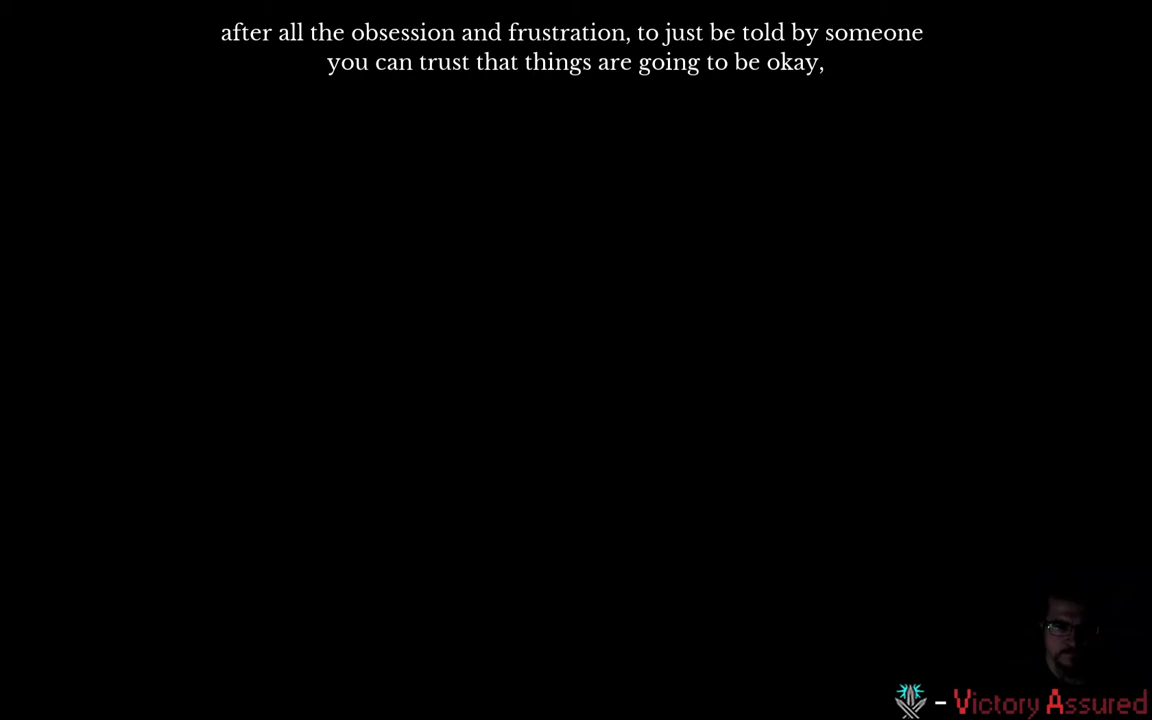 after all the obsession and frustration, to just be told by someone
you can trust that things are going to be okay,
– Victory Assured